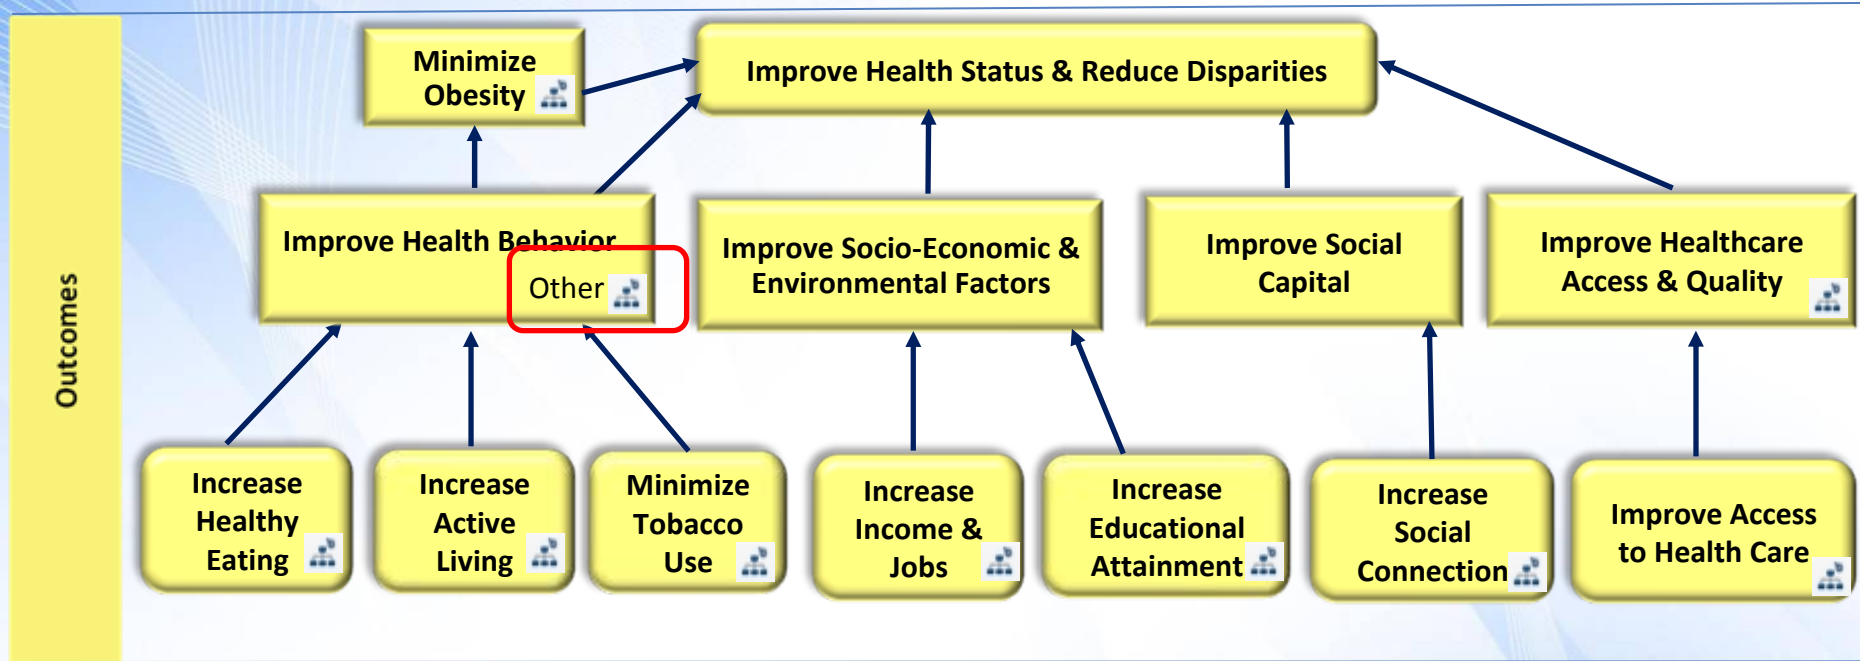 Outcomes
Minimize
Obesity
Improve Health Status & Reduce Disparities
Improve Health Behavior
Other
Improve Socio-Economic &
Environmental Factors
Improve Social
Capital
Improve Healthcare
Access & Quality
Increase
Healthy
Eating
Increase
Active
Living
Minimize
Tobacco
Use
Increase
Income &
Jobs
Increase
Educational
Attainment
Increase
Social
Connection
Improve Access
to Health Care